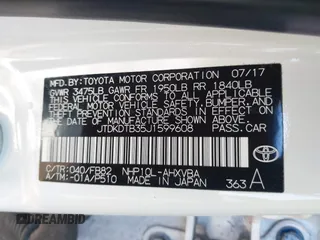 MFD.BY: TOYOTA MOTOR CORPORATION 07/17
GVWR 3475LB GAWR FR 1950LB RR 1840LB
THIS VEHICLE CONFORMS TO ALL APPLICABLE
FEDERAL MOTOR VEHICLE SAFETY, BUMPER, AND
THEFT PREVENTION STANDARDS IN EFFECT ON
THE DATE OF MANUFACTURE SHOWN ABOVE.
JTDKDTB35J1599608 PASS.CAR
TOYOTA
C/TR:040/FB82 NHP10L-AHXVBA
A/TM:-01A/P510 MADE IN JAPAN 363 A
DREAMBID